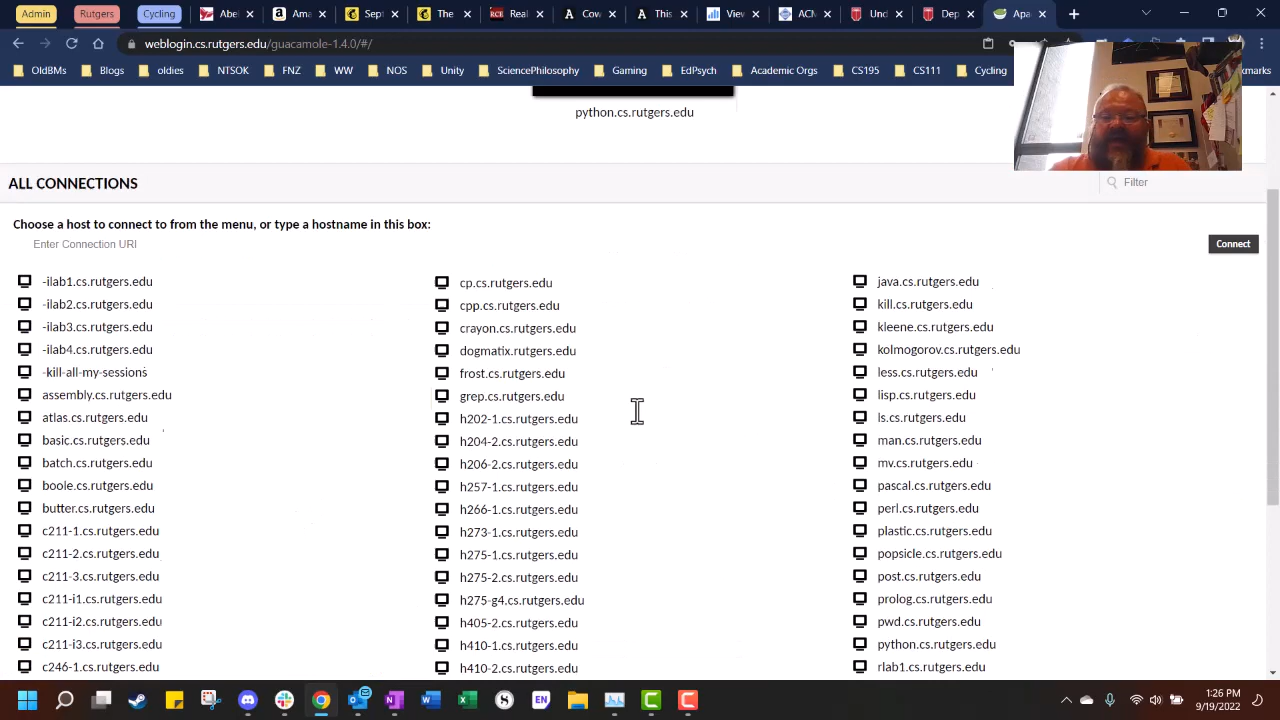 Admin Rutgers Cycling Abe Ama Sept Tho Real Cow This View ACH Dep Apa
weblogin.cs.rutgers.edu/guacamole-1.4.0/#/
OldBMs Blogs oldies NTSOK FNZ WW NOS Unity SciencePhilosophy Gaming EdPsych Academic Orgs CS195 CS111 Cycling
python.cs.rutgers.edu
ALL CONNECTIONS
Filter
Choose a host to connect to from the menu, or type a hostname in this box:
Enter Connection URI
Connect
-ilab1.cs.rutgers.edu
-ilab2.cs.rutgers.edu
-ilab3.cs.rutgers.edu
-ilab4.cs.rutgers.edu
-kill-all-my-sessions
assembly.cs.rutgers.edu
atlas.cs.rutgers.edu
basic.cs.rutgers.edu
batch.cs.rutgers.edu
boole.cs.rutgers.edu
butter.cs.rutgers.edu
c211-1.cs.rutgers.edu
c211-2.cs.rutgers.edu
c211-3.cs.rutgers.edu
c211-i1.cs.rutgers.edu
c211-i2.cs.rutgers.edu
c211-i3.cs.rutgers.edu
c246-1.cs.rutgers.edu
cp.cs.rutgers.edu
cpp.cs.rutgers.edu
crayon.cs.rutgers.edu
dogmatix.rutgers.edu
frost.cs.rutgers.edu
grep.cs.rutgers.edu
h202-1.cs.rutgers.edu
h204-2.cs.rutgers.edu
h206-2.cs.rutgers.edu
h257-1.cs.rutgers.edu
h266-1.cs.rutgers.edu
h273-1.cs.rutgers.edu
h275-1.cs.rutgers.edu
h275-2.cs.rutgers.edu
h275-g4.cs.rutgers.edu
h405-2.cs.rutgers.edu
h410-1.cs.rutgers.edu
h410-2.cs.rutgers.edu
java.cs.rutgers.edu
kill.cs.rutgers.edu
kleene.cs.rutgers.edu
kolmogorov.cs.rutgers.edu
less.cs.rutgers.edu
lisp.cs.rutgers.edu
ls.cs.rutgers.edu
man.cs.rutgers.edu
mv.cs.rutgers.edu
pascal.cs.rutgers.edu
perl.cs.rutgers.edu
plastic.cs.rutgers.edu
popsicle.cs.rutgers.edu
post.cs.rutgers.edu
prolog.cs.rutgers.edu
pwd.cs.rutgers.edu
python.cs.rutgers.edu
rlab1.cs.rutgers.edu
1:26 PM
9/19/2022